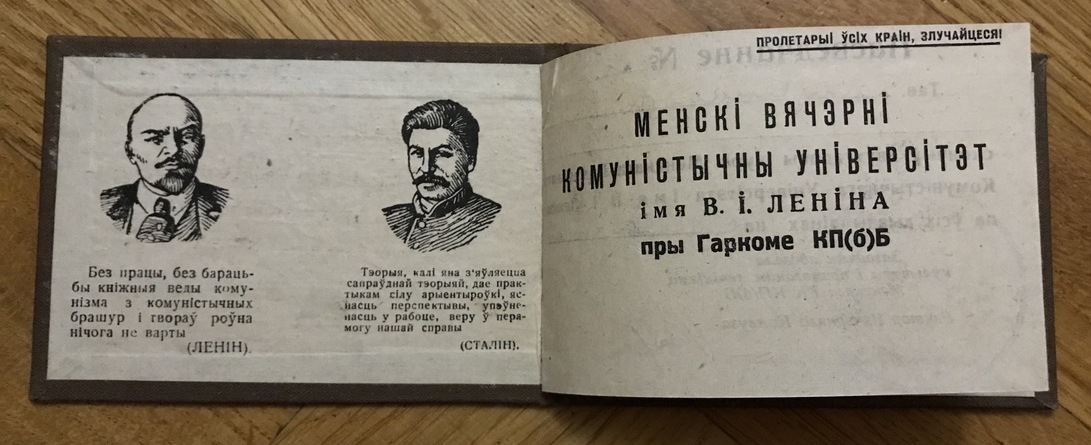 Без працы, без бараць-
бы кніжныя веды кому-
нізма з комуністычных
брашур і твораў роўна
нічога не варты
(ЛЕНІН).
Тэорыя, калі яна з'яўляецца
сапраўднай тэорыяй, дае прак-
тыкам сілу арыентыроўкі, яс-
насць перспектывы, упэўне-
насць у рабоце, веру ў пера-
могу нашай справы
(СТАЛІН).
ПРОЛЕТАРЫІ ЎСІХ КРАІН, ЗЛУЧАЙЦЕСЯ!
МЕНСКІ ВЯЧЭРНІ
КОМУНІСТЫЧНЫ УНІВЕРСІТЭТ
імя В. І. ЛЕНІНА
пры Гаркоме КП(б)Б